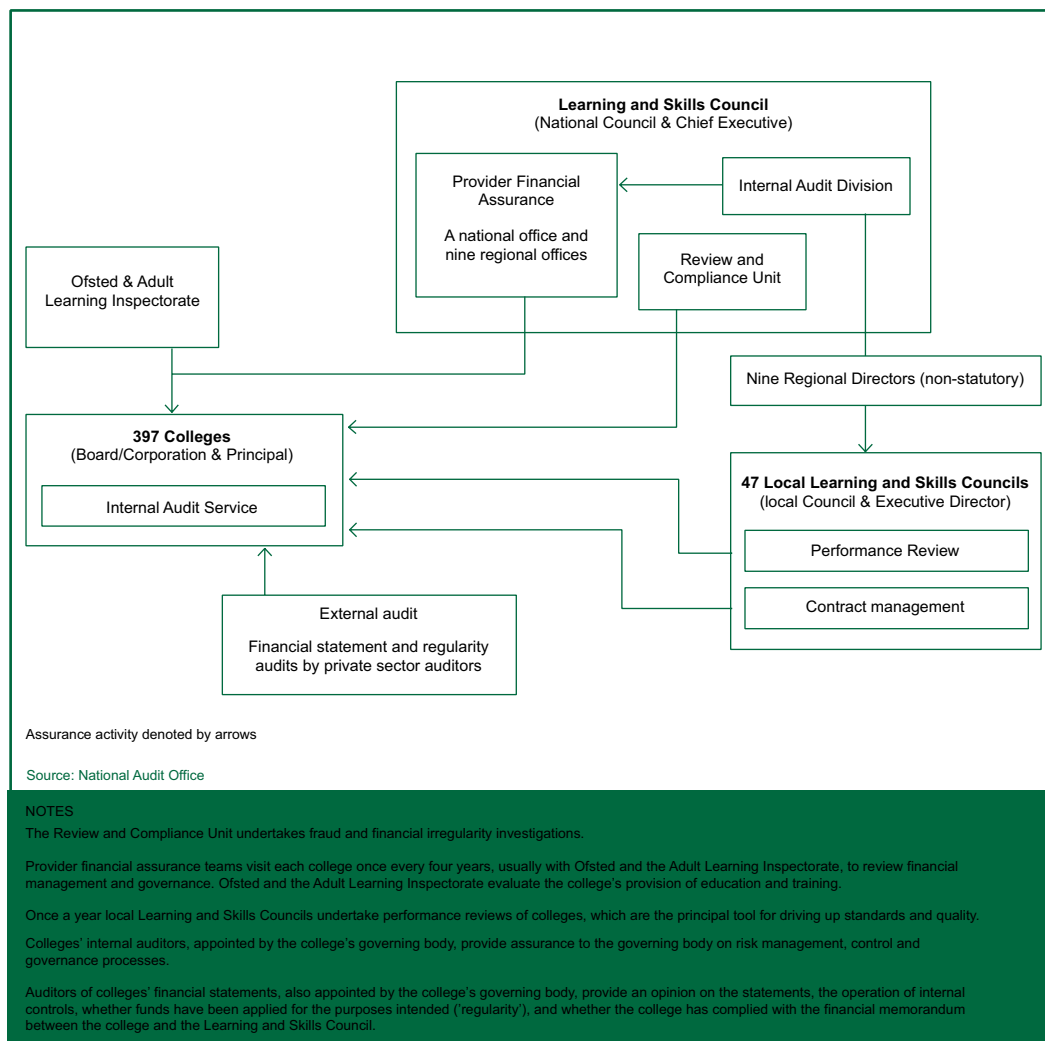 Learning and Skills Council
(National Council & Chief Executive)
Provider Financial
Assurance
A national office and
nine regional offices
Internal Audit Division
Review and
Compliance Unit
Ofsted & Adult
Learning Inspectorate
Nine Regional Directors (non-statutory)
397 Colleges
(Board/Corporation & Principal)
Internal Audit Service
47 Local Learning and Skills Councils
(local Council & Executive Director)
Performance Review
Contract management
External audit
Financial statement and regularity
audits by private sector auditors
Assurance activity denoted by arrows
Source: National Audit Office
NOTES
The Review and Compliance Unit undertakes fraud and financial irregularity investigations.
Provider financial assurance teams visit each college once every four years, usually with Ofsted and the Adult Learning Inspectorate, to review financial
management and governance. Ofsted and the Adult Learning Inspectorate evaluate the college's provision of education and training.
Once a year local Learning and Skills Councils undertake performance reviews of colleges, which are the principal tool for driving up standards and quality.
Colleges' internal auditors, appointed by the college's governing body, provide assurance to the governing body on risk management, control and
governance processes.
Auditors of colleges' financial statements, also appointed by the college's governing body, provide an opinion on the statements, the operation of internal
controls, whether funds have been applied for the purposes intended ('regularity'), and whether the college has complied with the financial memorandum
between the college and the Learning and Skills Council.